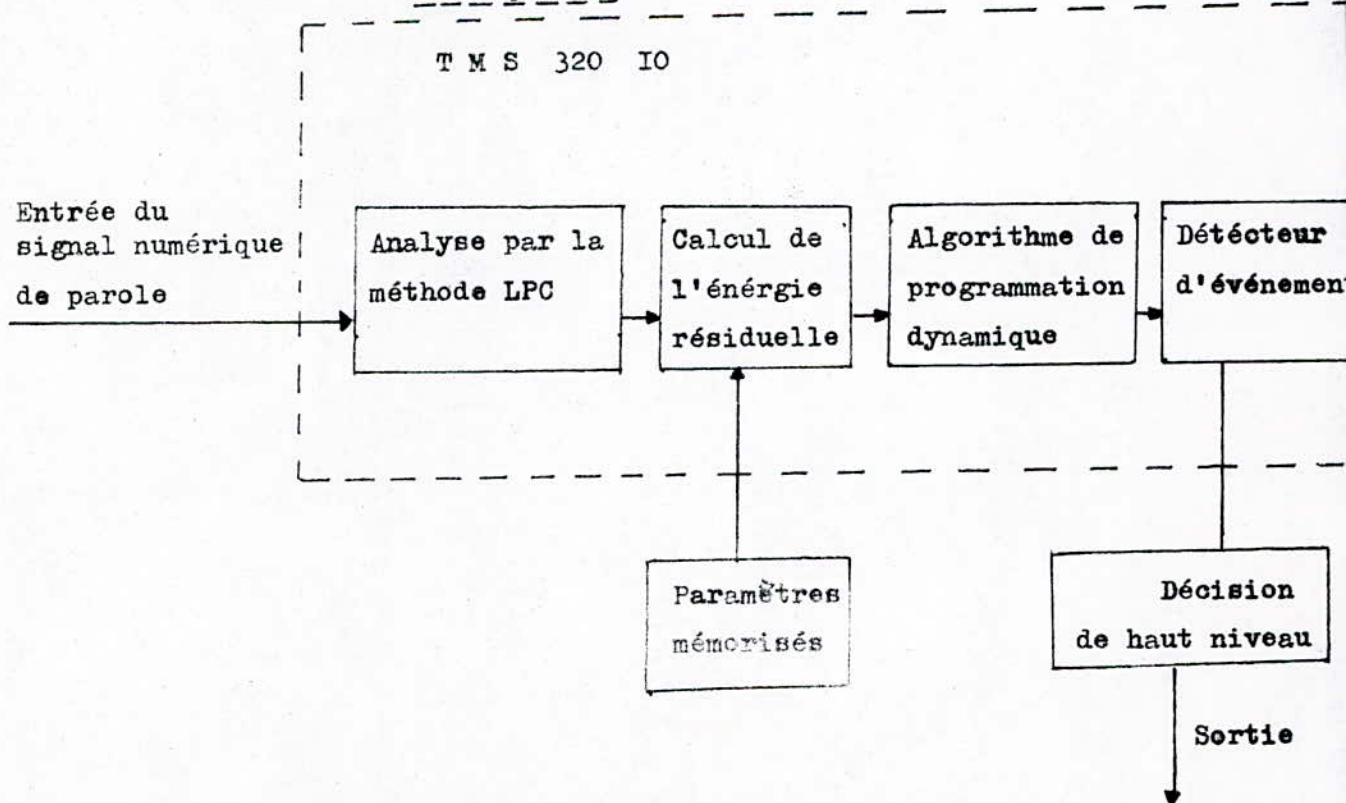 T M S 320 IO
Entrée du
signal numérique
de parole
Analyse par la
méthode LPC
Calcul de
l'énérgie
résiduelle
Algorithme de
programmation
dynamique
Détécteur
d'événement
Paramètres
mémorisés
Décision
de haut niveau
Sortie